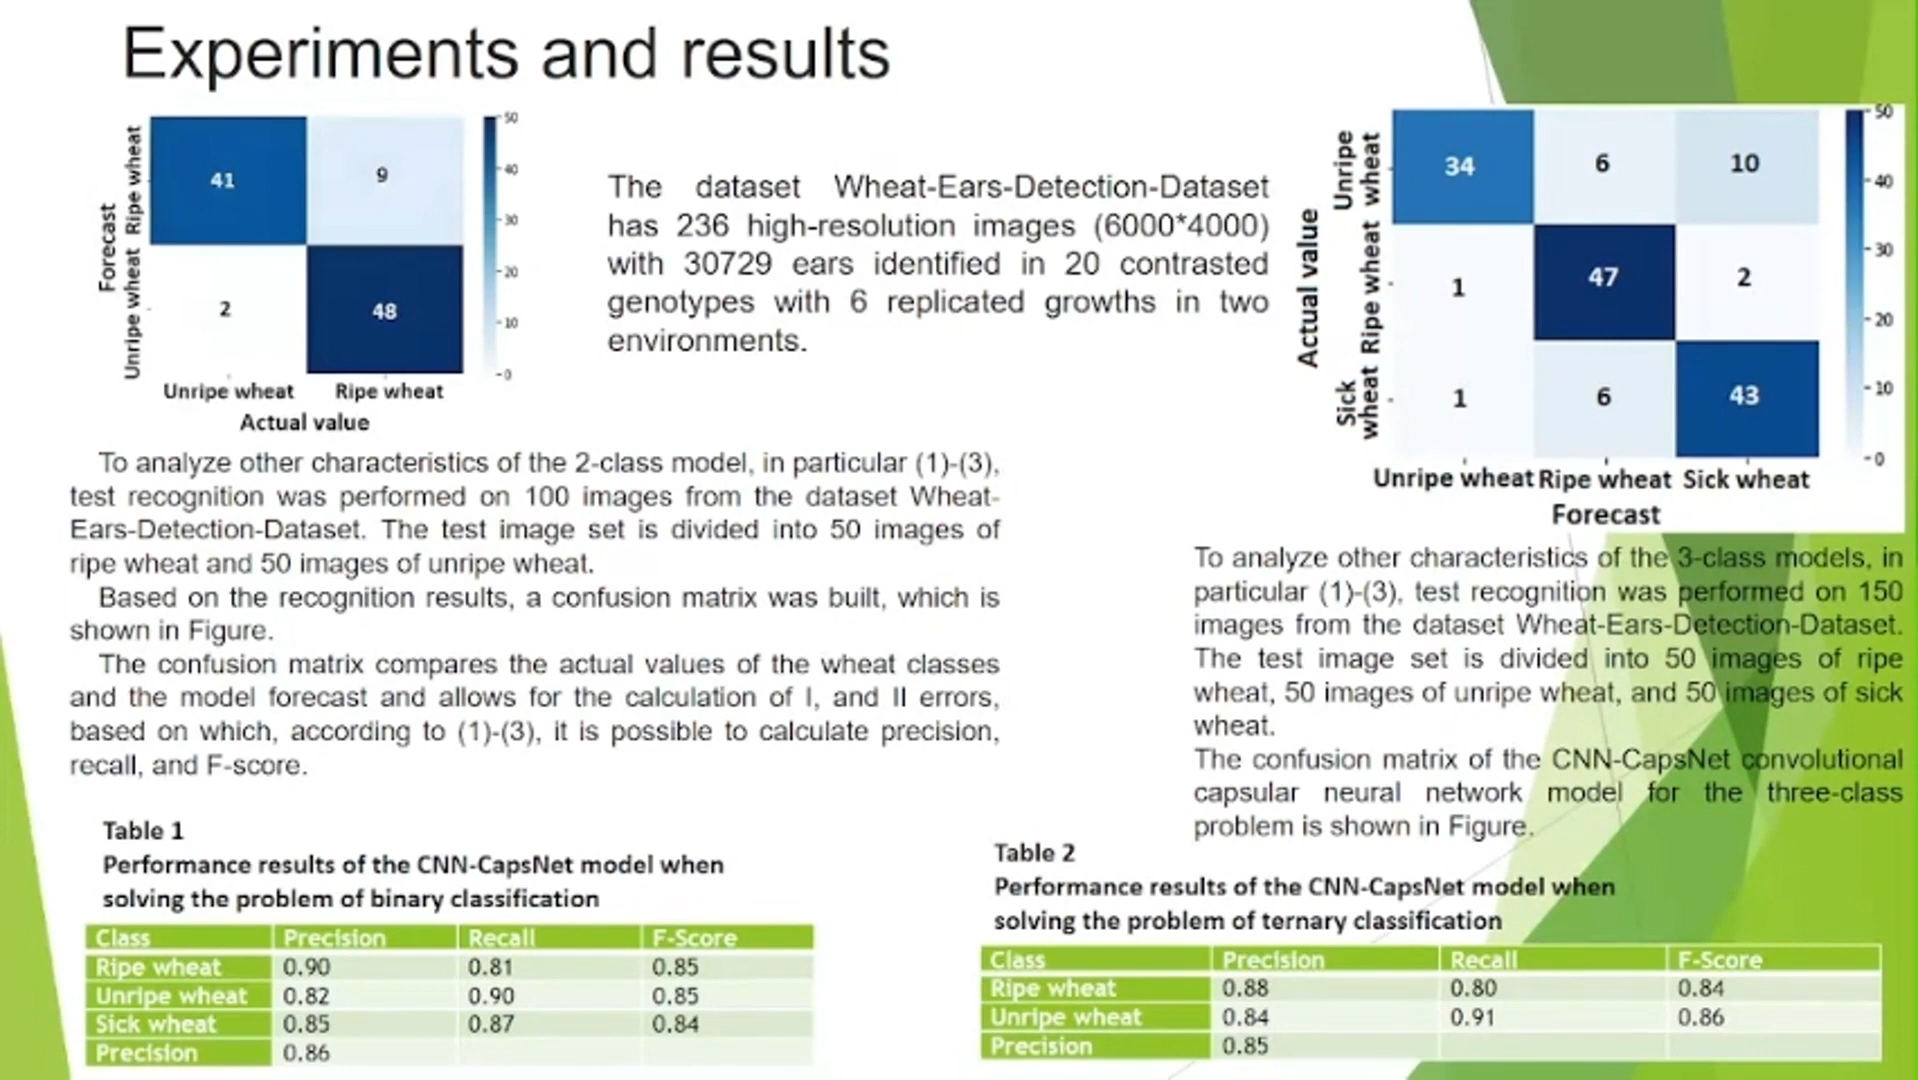 Experiments and results
Forecast
Ripe wheat
Unripe wheat
41
9
2
48
50
40
30
20
10
0
Unripe wheat
Ripe wheat
Actual value
The dataset Wheat-Ears-Detection-Dataset
has 236 high-resolution images (6000*4000)
with 30729 ears identified in 20 contrasted
genotypes with 6 replicated growths in two
environments.
Actual value
Unripe
wheat
Ripe wheat
Sick
wheat
34
6
10
1
47
2
1
6
43
50
40
30
20
10
0
Unripe wheat
Ripe wheat
Sick wheat
Forecast
To analyze other characteristics of the 2-class model, in particular (1)-(3),
test recognition was performed on 100 images from the dataset Wheat-
Ears-Detection-Dataset. The test image set is divided into 50 images of
ripe wheat and 50 images of unripe wheat.
Based on the recognition results, a confusion matrix was built, which is
shown in Figure.
The confusion matrix compares the actual values of the wheat classes
and the model forecast and allows for the calculation of I, and II errors,
based on which, according to (1)-(3), it is possible to calculate precision,
recall, and F-score.
To analyze other characteristics of the 3-class models, in
particular (1)-(3), test recognition was performed on 150
images from the dataset Wheat-Ears-Detection-Dataset.
The test image set is divided into 50 images of ripe
wheat, 50 images of unripe wheat, and 50 images of sick
wheat.
The confusion matrix of the CNN-CapsNet convolutional
capsular neural network model for the three-class
problem is shown in Figure.
Table 1
Performance results of the CNN-CapsNet model when
solving the problem of binary classification
Class Precision Recall F-Score
Ripe wheat 0.90 0.81 0.85
Unripe wheat 0.82 0.90 0.85
Sick wheat 0.85 0.87 0.84
Precision 0.86
Table 2
Performance results of the CNN-CapsNet model when
solving the problem of ternary classification
Class Precision Recall F-Score
Ripe wheat 0.88 0.80 0.84
Unripe wheat 0.84 0.91 0.86
Precision 0.85